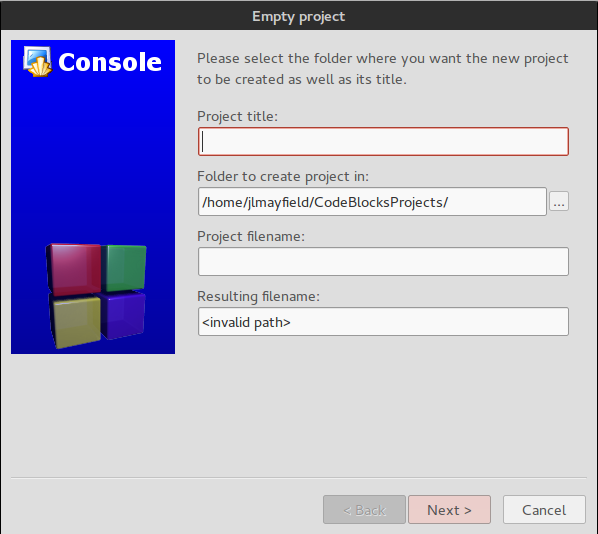 Empty project
Console
Please select the folder where you want the new project
to be created as well as its title.
Project title:
Folder to create project in:
/home/jlmayfield/CodeBlocksProjects/
...
Project filename:
Resulting filename:
<invalid path>
< Back
Next >
Cancel